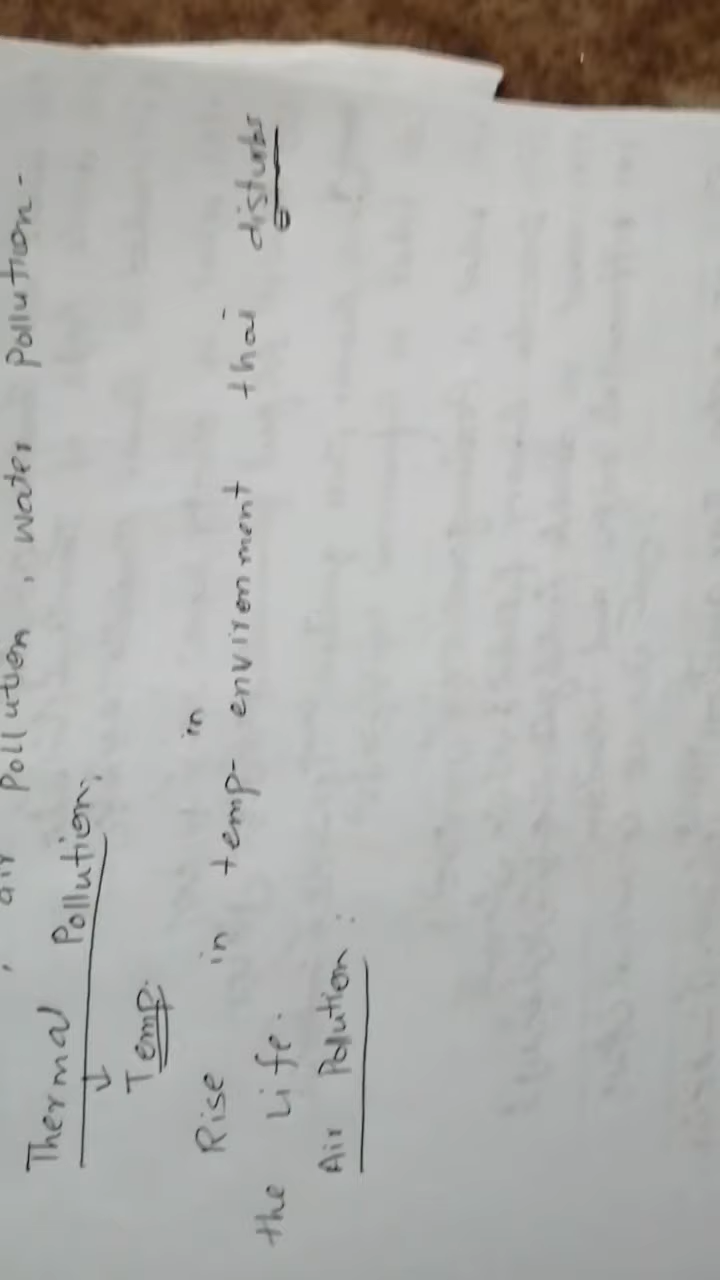 , air Pollution, water Pollution.
Thermal Pollution,
↓
Temp.
in
Rise in temp environment that disturbs
the Life.
Air Pollution: